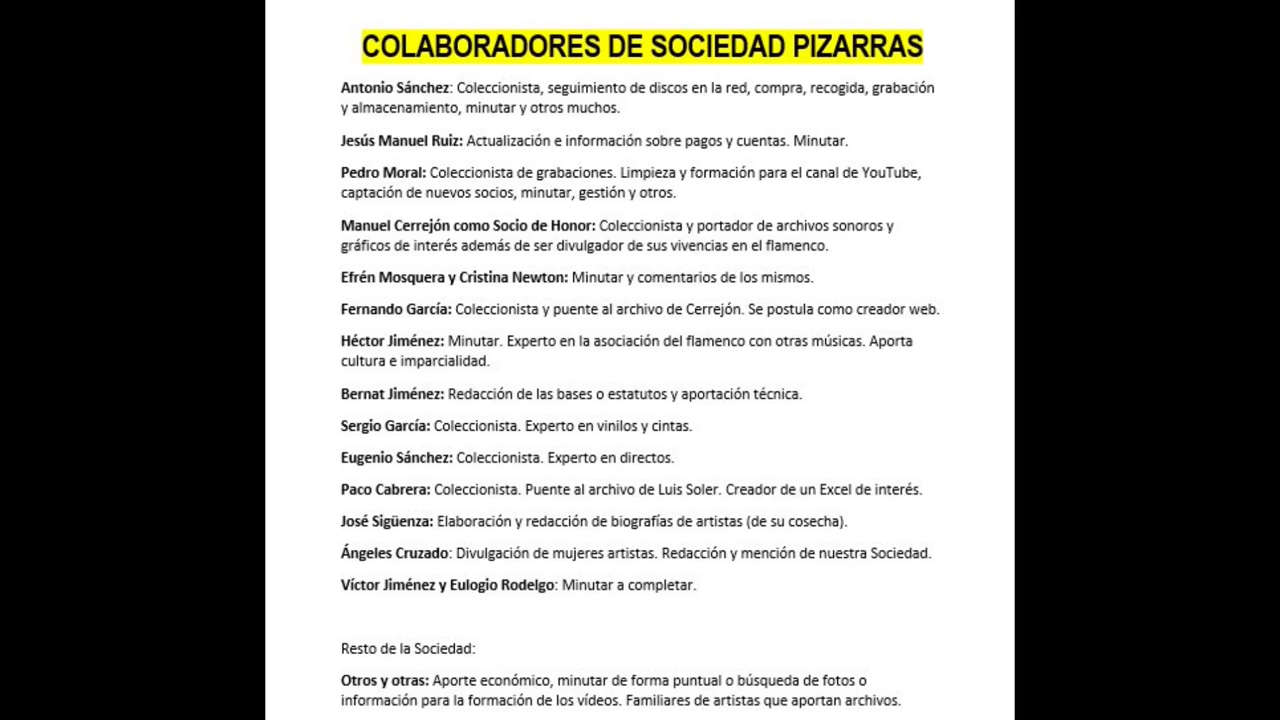 COLABORADORES DE SOCIEDAD PIZARRAS
Antonio Sánchez: Coleccionista, seguimiento de discos en la red, compra, recogida, grabación
y almacenamiento, minutar y otros muchos.
Jesús Manuel Ruiz: Actualización e información sobre pagos y cuentas. Minutar.
Pedro Moral: Coleccionista de grabaciones. Limpieza y formación para el canal de YouTube,
captación de nuevos socios, minutar, gestión y otros.
Manuel Cerrejón como Socio de Honor: Coleccionista y portador de archivos sonoros y
gráficos de interés además de ser divulgador de sus vivencias en el flamenco.
Efrén Mosquera y Cristina Newton: Minutar y comentarios de los mismos.
Fernando García: Coleccionista y puente al archivo de Cerrejón. Se postula como creador web.
Héctor Jiménez: Minutar. Experto en la asociación del flamenco con otras músicas. Aporta
cultura e imparcialidad.
Bernat Jiménez: Redacción de las bases o estatutos y aportación técnica.
Sergio García: Coleccionista. Experto en vinilos y cintas.
Eugenio Sánchez: Coleccionista. Experto en directos.
Paco Cabrera: Coleccionista. Puente al archivo de Luis Soler. Creador de un Excel de interés.
José Sigüenza: Elaboración y redacción de biografías de artistas (de su cosecha).
Ángeles Cruzado: Divulgación de mujeres artistas. Redacción y mención de nuestra Sociedad.
Víctor Jiménez y Eulogio Rodelgo: Minutar a completar.
Resto de la Sociedad:
Otros y otras: Aporte económico, minutar de forma puntual o búsqueda de fotos o
información para la formación de los vídeos. Familiares de artistas que aportan archivos.